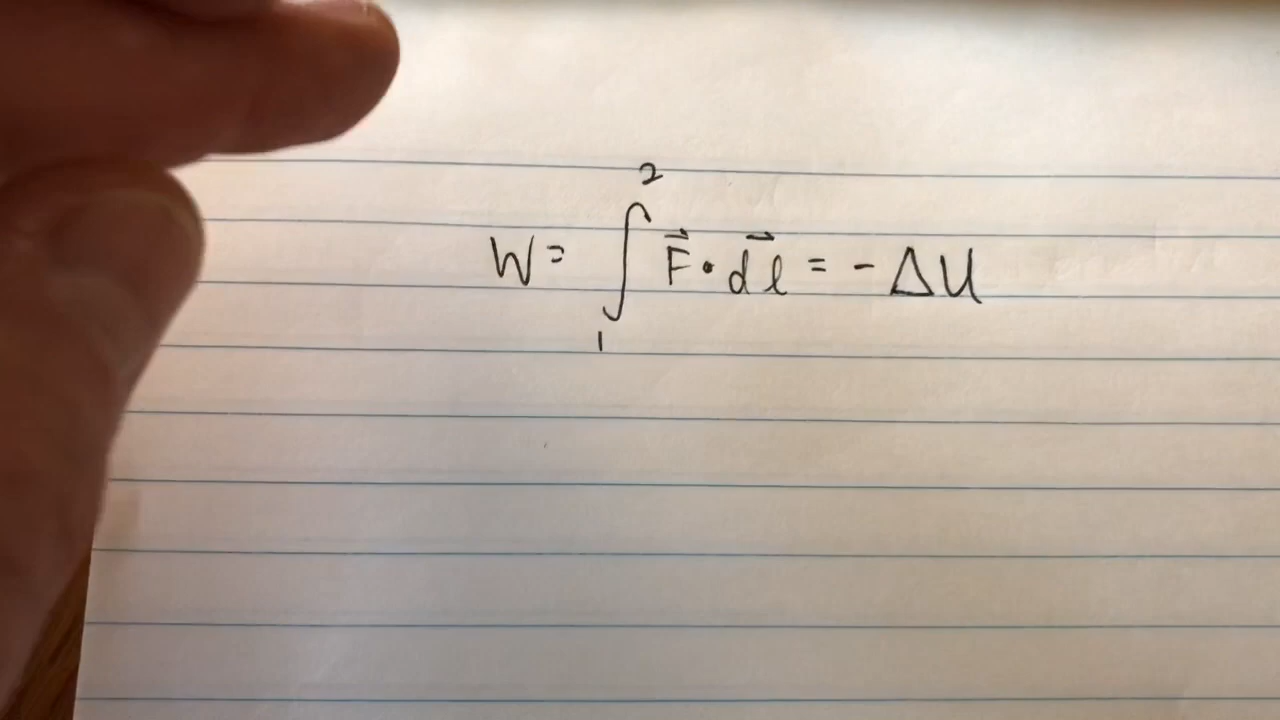 W = ∫₁² F⃗ · dl⃗ = - ΔU